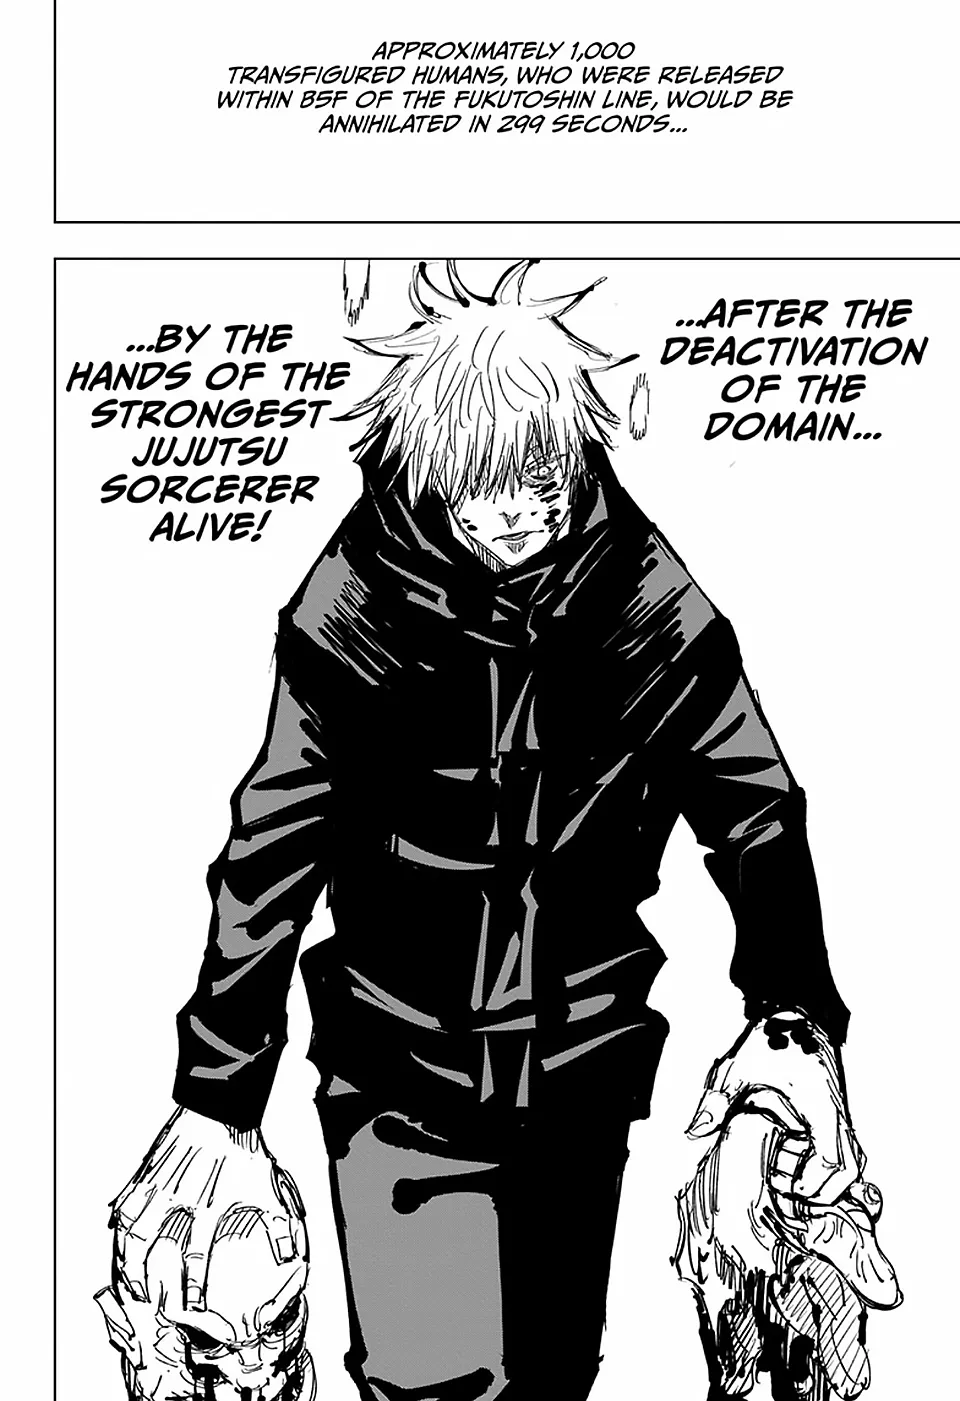 APPROXIMATELY 1,000
TRANSFIGURED HUMANS, WHO WERE RELEASED
WITHIN B5F OF THE FUKUTOSHIN LINE, WOULD BE
ANNIHILATED IN 299 SECONDS...
...AFTER THE
DEACTIVATION
OF THE
DOMAIN...
...BY THE
HANDS OF THE
STRONGEST
JUJUTSU
SORCERER
ALIVE!